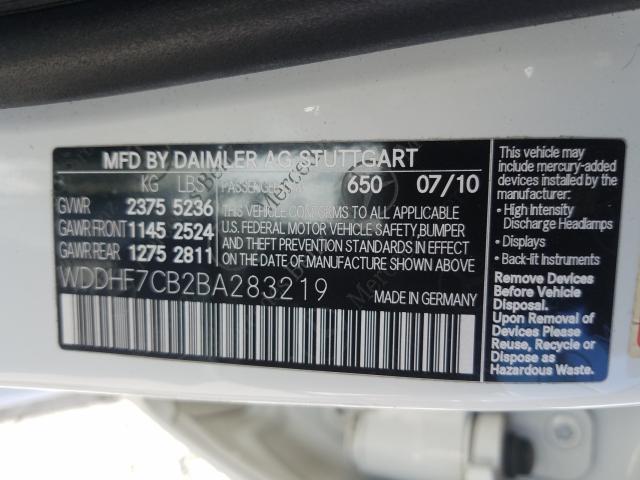 MFD BY DAIMLER AG STUTTGART
KG LBS PASSENGER CAR 650 07/10
GVWR 2375 5236
GAWR FRONT 1145 2524
GAWR REAR 1275 2811
THIS VEHICLE CONFORMS TO ALL APPLICABLE
U.S. FEDERAL MOTOR VEHICLE SAFETY, BUMPER
AND THEFT PREVENTION STANDARDS IN EFFECT
ON THE DATE OF MANUFACTURE SHOWN ABOVE.
WDDHF7CB2BA283219
This vehicle may
include mercury-added
devices installed by the
manufacturer:
• High Intensity
Discharge Headlamps
• Displays
• Back-lit Instruments
Remove Devices
Before Vehicle
Disposal.
Upon Removal of
Devices Please
Reuse, Recycle or
Dispose as
Hazardous Waste.